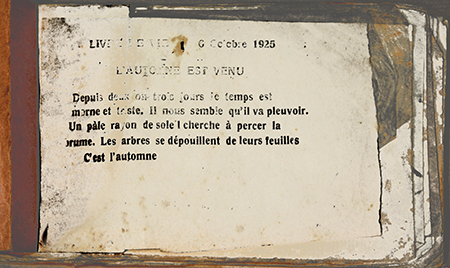 LIV 6 Octobre 1925
L'AUTOMNE EST VENU
Depuis deux ou trois jours le temps est
morne et triste. Il nous semble qu'il va pleuvoir.
Un pâle rayon de soleil cherche à percer la
brume. Les arbres se dépouillent de leurs feuilles
C'est l'automne